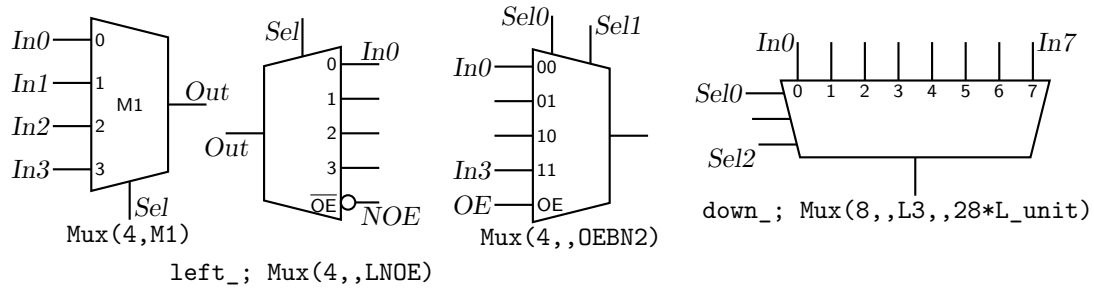 In0
0
In1
1
M1
Out
In2
2
In3
3
Sel
Mux(4,M1)
Sel
0
In0
1
2
Out
3
OE
NOE
left_; Mux(4,,LNOE)
Sel0
Sel1
In0
00
01
10
In3
11
OE
OE
Mux(4,,OEBN2)
In0
In7
Sel0
0 1 2 3 4 5 6 7
Sel2
down_; Mux(8,,L3,,28*L_unit)